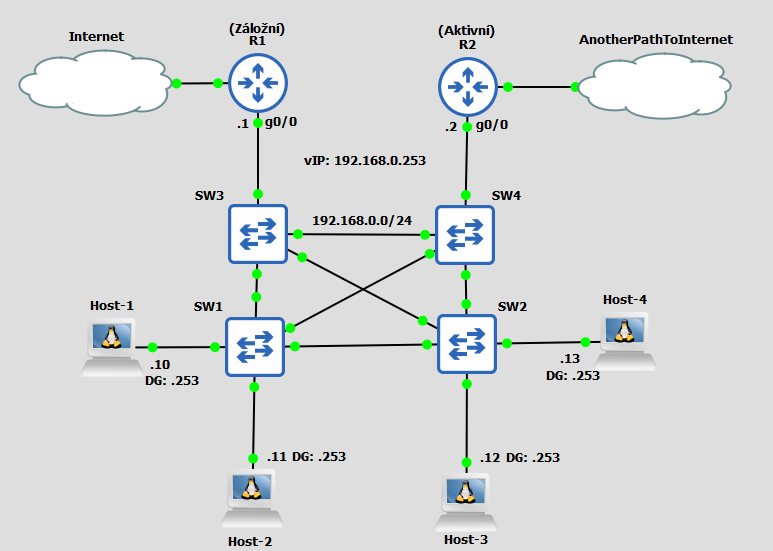 (Záložní)
R1
(Aktivní)
R2
Internet
AnotherPathToInternet
.1
g0/0
.2
g0/0
vIP: 192.168.0.253
SW3
SW4
192.168.0.0/24
Host-1
SW1
SW2
Host-4
.10
DG: .253
.13
DG: .253
.11 DG: .253
.12 DG: .253
Host-2
Host-3